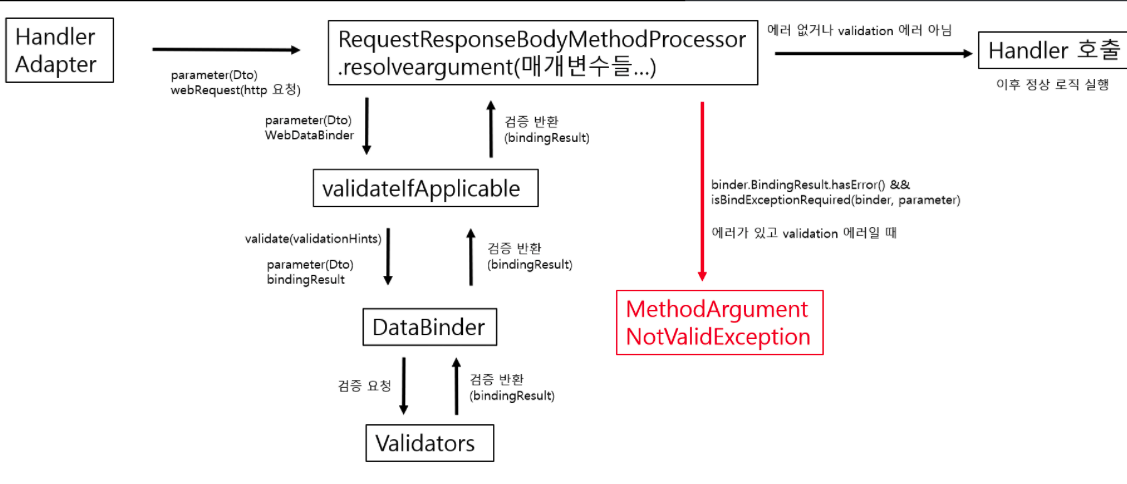 Handler
Adapter
parameter(Dto)
webRequest(http 요청)
RequestResponseBodyMethodProcessor
.resolveargument(매개변수들...)
에러 없거나 validation 에러 아님
Handler 호출
이후 정상 로직 실행
parameter(Dto)
WebDataBinder
검증 반환
(bindingResult)
validateIfApplicable
binder.BindingResult.hasError() &&
isBindExceptionRequired(binder, parameter)
에러가 있고 validation 에러일 때
validate(validationHints)
parameter(Dto)
bindingResult
검증 반환
(bindingResult)
MethodArgument
NotValidException
DataBinder
검증 요청
검증 반환
(bindingResult)
Validators